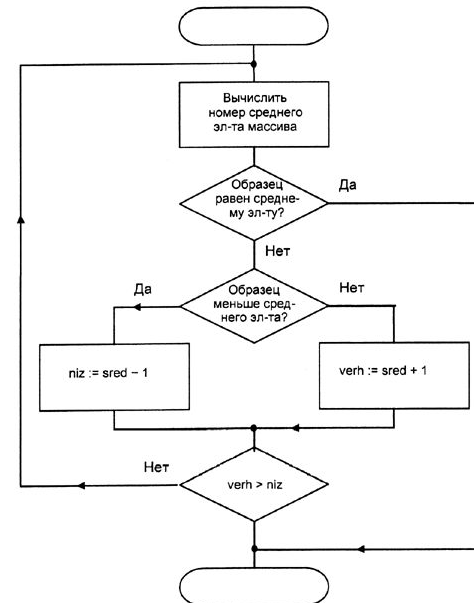 Вычислить
номер среднего
эл-та массива
Образец
равен средне-
му эл-ту?
Да
Нет
Образец
меньше сред-
него эл-та?
Да
Нет
niz := sred – 1
verh := sred + 1
Нет
verh > niz